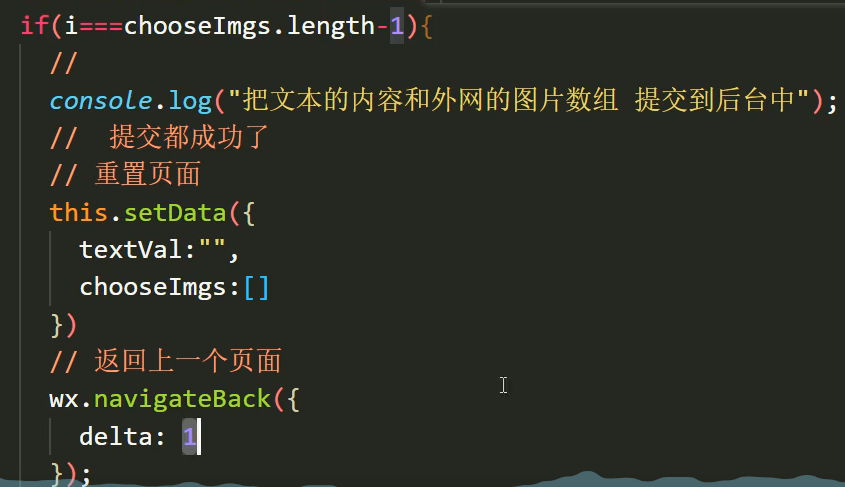 if(i===chooseImgs.length-1){
//
console.log("把文本的内容和外网的图片数组 提交到后台中");
//  提交都成功了
// 重置页面
this.setData({
textVal:"",
chooseImgs:[]
})
// 返回上一个页面
wx.navigateBack({
delta: 1
});